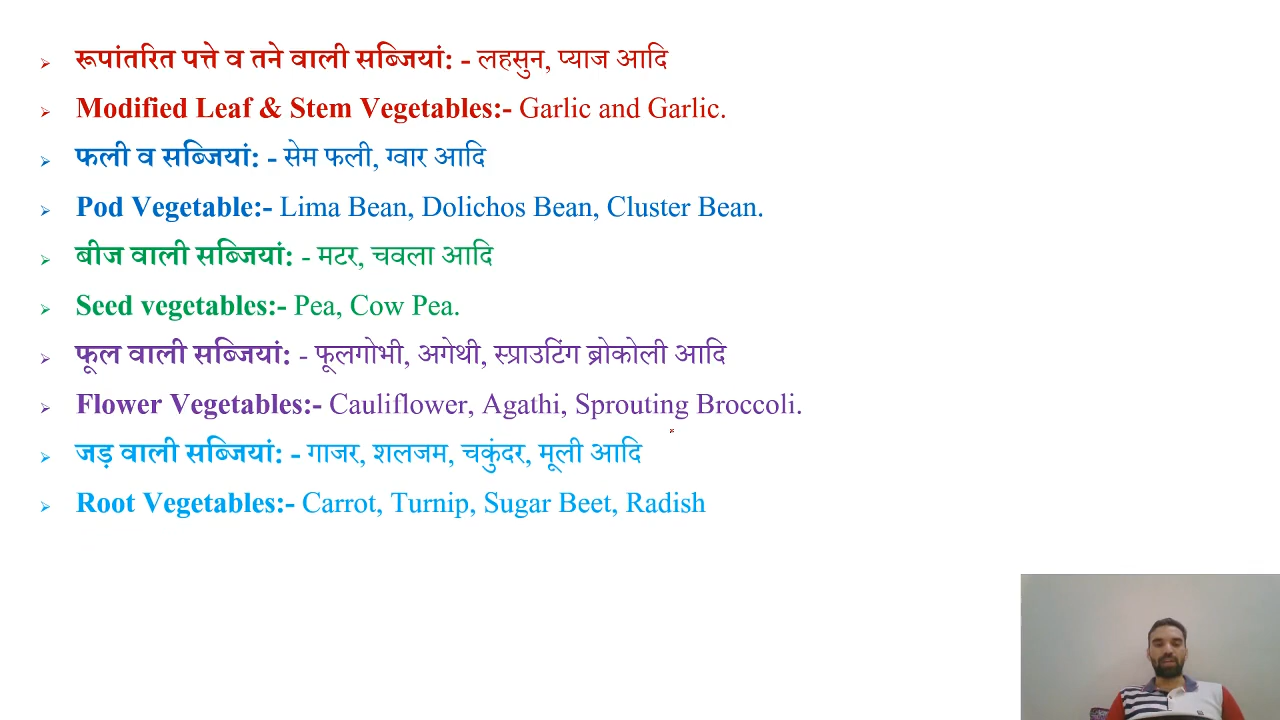 रूपांतरित पत्ते व तने वाली सब्जियां: - लहसुन, प्याज आदि
Modified Leaf & Stem Vegetables:- Garlic and Garlic.
फली व सब्जियां: - सेम फली, ग्वार आदि
Pod Vegetable:- Lima Bean, Dolichos Bean, Cluster Bean.
बीज वाली सब्जियां: - मटर, चवला आदि
Seed vegetables:- Pea, Cow Pea.
फूल वाली सब्जियां: - फूलगोभी, अगेथी, स्प्राउटिंग ब्रोकोली आदि
Flower Vegetables:- Cauliflower, Agathi, Sprouting Broccoli.
जड़ वाली सब्जियां: - गाजर, शलजम, चकुंदर, मूली आदि
Root Vegetables:- Carrot, Turnip, Sugar Beet, Radish